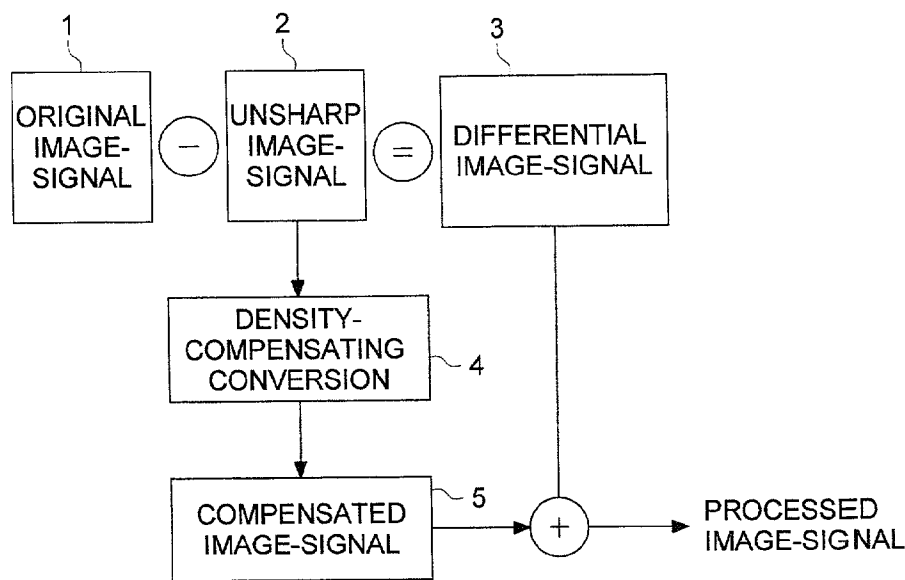 1
2
3
ORIGINAL
IMAGE-
SIGNAL
−
UNSHARP
IMAGE-
SIGNAL
=
DIFFERENTIAL
IMAGE-SIGNAL
DENSITY-
COMPENSATING
CONVERSION
4
COMPENSATED
IMAGE-SIGNAL
5
+
PROCESSED
IMAGE-SIGNAL